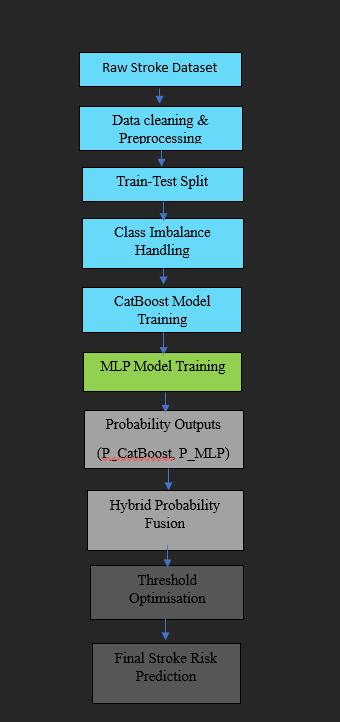 Raw Stroke Dataset
Data cleaning &
Preprocessing
Train-Test Split
Class Imbalance
Handling
CatBoost Model
Training
MLP Model Training
Probability Outputs
(P_CatBoost, P_MLP)
Hybrid Probability
Fusion
Threshold
Optimisation
Final Stroke Risk
Prediction